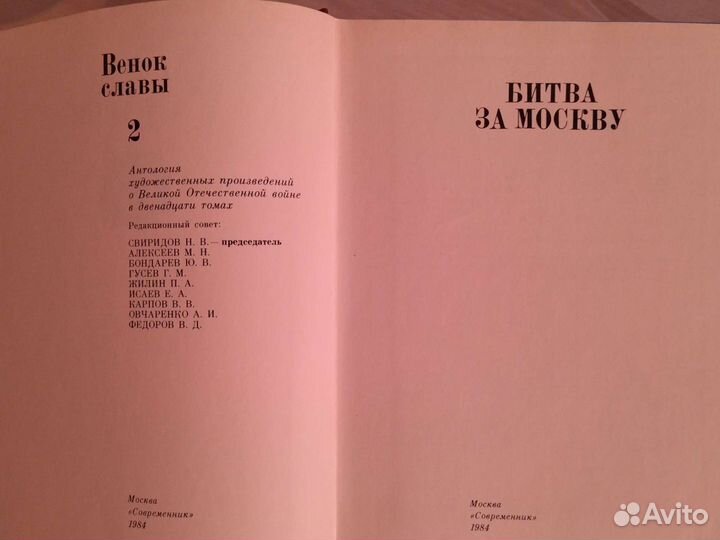 Венок
славы
2
Антология
художественных произведений
о Великой Отечественной войне
в двенадцати томах
Редакционный совет:
СВИРИДОВ Н. В.— председатель
АЛЕКСЕЕВ М. Н.
БОНДАРЕВ Ю. В.
ГУСЕВ Г. М.
ЖИЛИН П. А.
ИСАЕВ Е. А.
КАРПОВ В. В.
ОВЧАРЕНКО А. И.
ФЕДОРОВ В. Д.
Москва
«Современник»
1984
БИТВА
ЗА МОСКВУ
Москва
«Современник»
1984
Avito